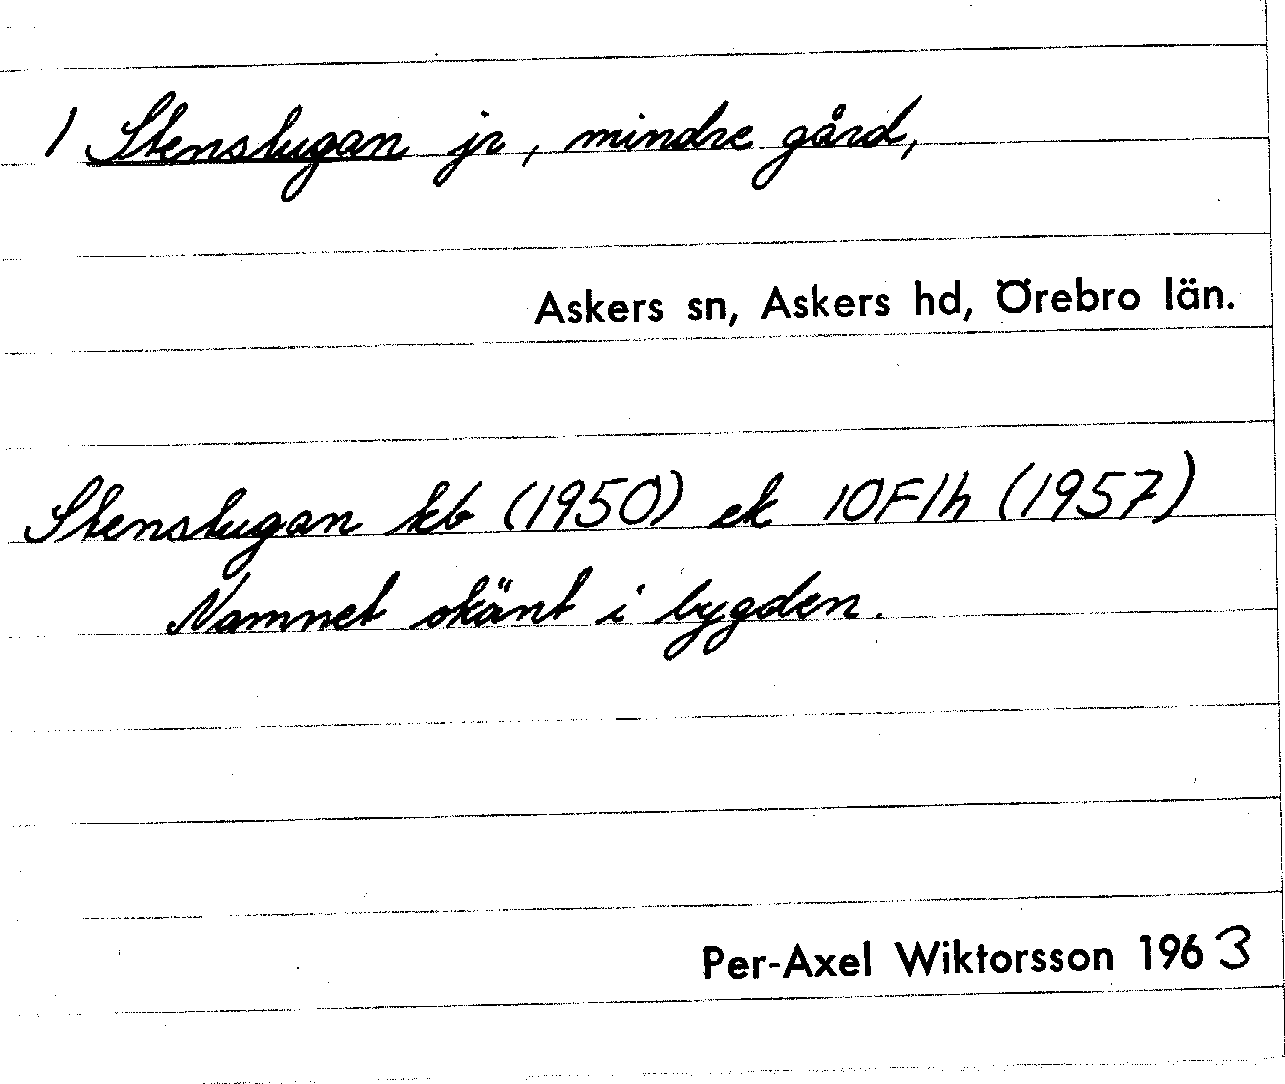 1 Stenstugan jr, mindre gård,
Askers sn, Askers hd, Örebro län.
Stenstugan kb (1950) ek 10F1h (1957)
Namnet okänt i bygden.
Per-Axel Wiktorsson 1963